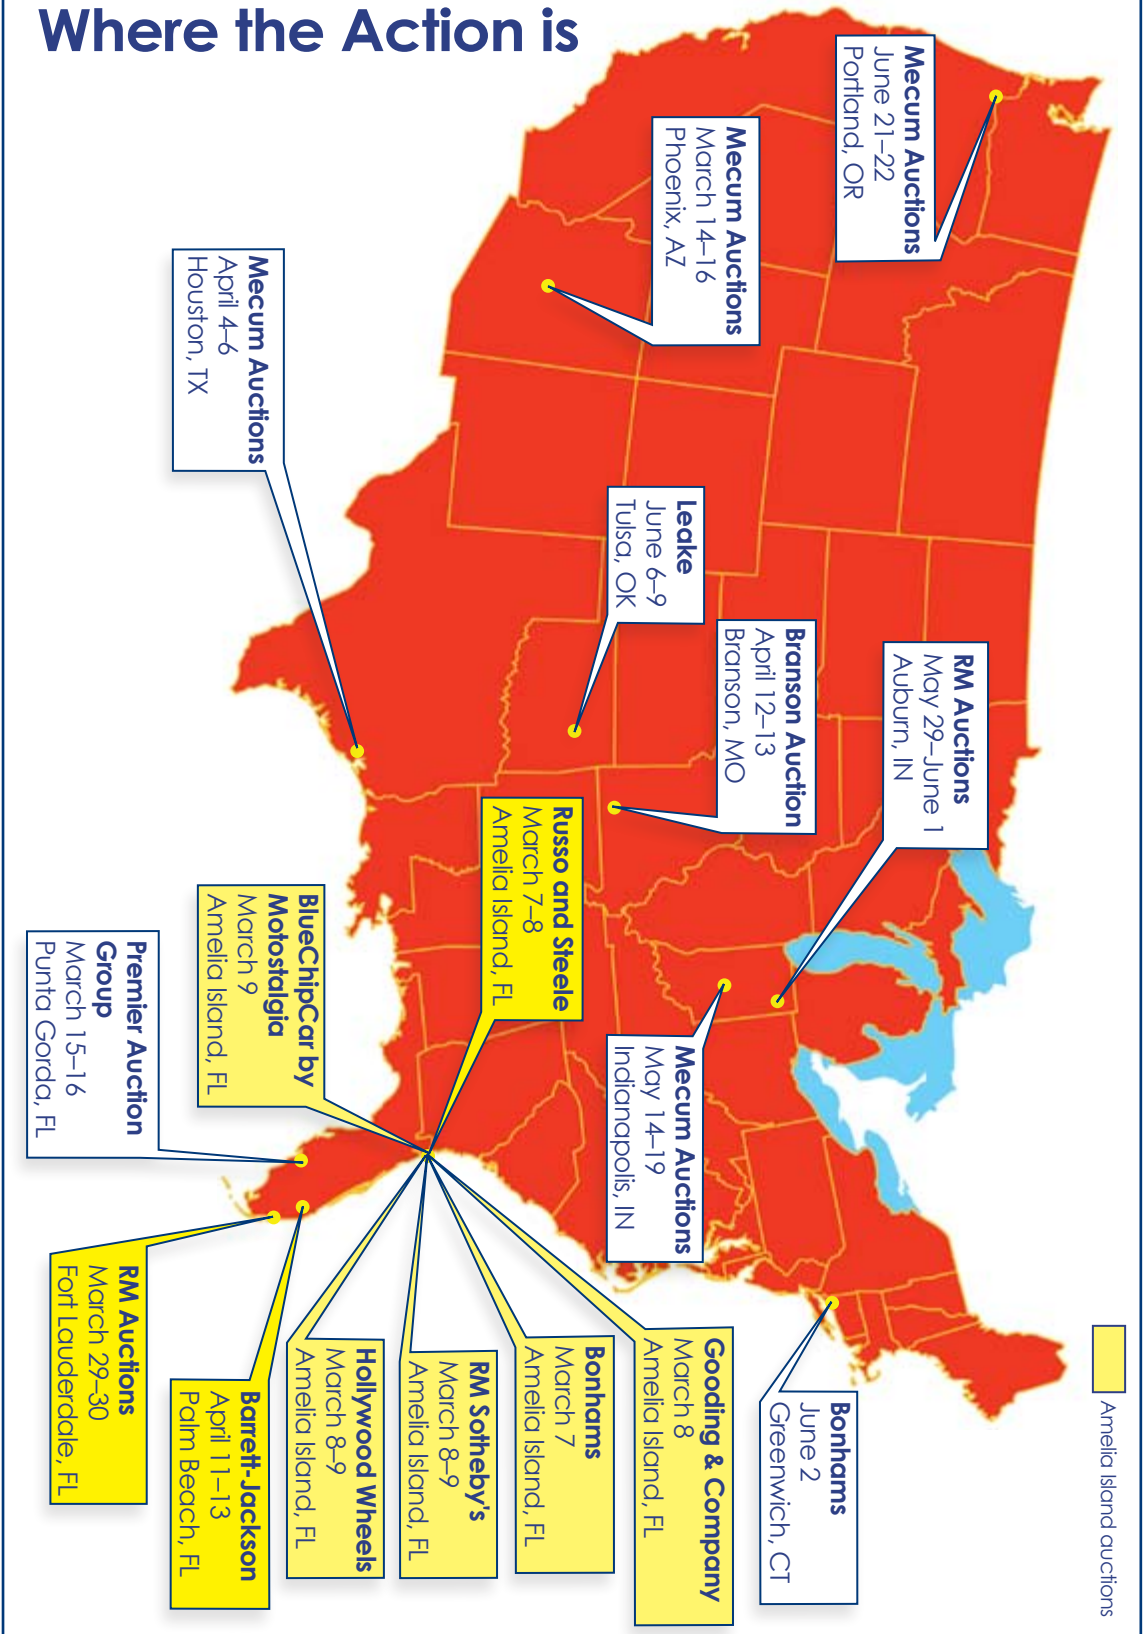 Where the Action is
Mecum Auctions
June 21–22
Portland, OR
Mecum Auctions
March 14–16
Phoenix, AZ
Mecum Auctions
April 4–6
Houston, TX
Leake
June 6–9
Tulsa, OK
Branson Auction
April 12–13
Branson, MO
RM Auctions
May 29–June 1
Auburn, IN
Russo and Steele
March 7–8
Amelia Island, FL
BlueChipCar by
Motostalgia
March 9
Amelia Island, FL
Premier Auction
Group
March 15–16
Punta Gorda, FL
Mecum Auctions
May 14–19
Indianapolis, IN
RM Auctions
March 29–30
Fort Lauderdale, FL
Barrett-Jackson
April 11–13
Palm Beach, FL
Hollywood Wheels
March 8–9
Amelia Island, FL
RM Sotheby's
March 8–9
Amelia Island, FL
Bonhams
March 7
Amelia Island, FL
Gooding & Company
March 8
Amelia Island, FL
Bonhams
June 2
Greenwich, CT
Amelia Island auctions